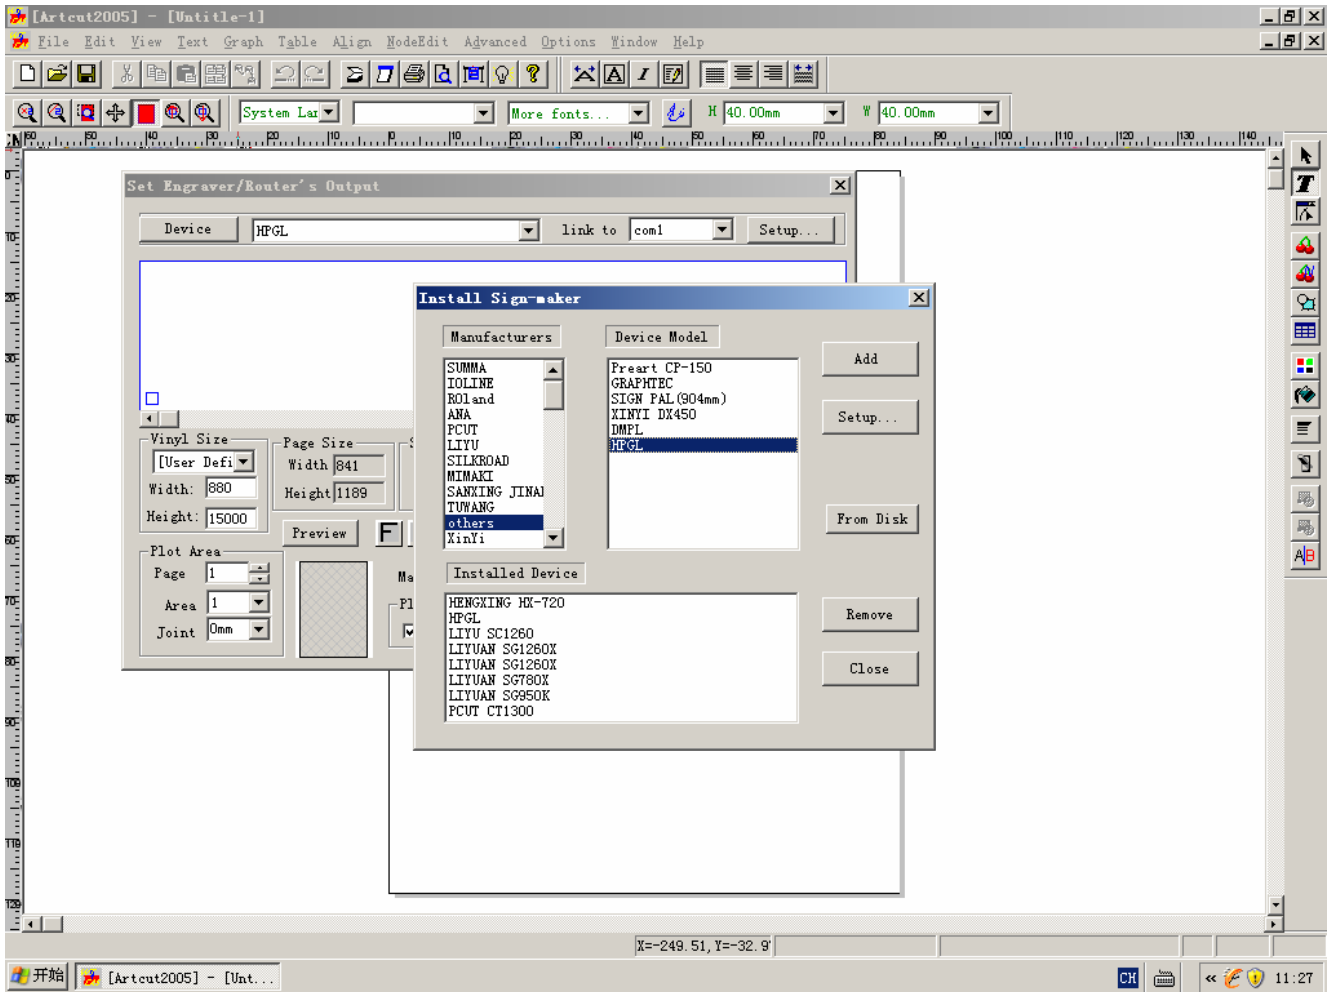 [Artcut2005] - [Untitle-1]
File Edit View Text Graph Table Align NodeEdit Advanced Options Window Help
System Lar
More fonts...
H 40.00mm
W 40.00mm
Set Engraver/Router's Output
Device
HPGL
link to
com1
Setup...
Install Sign-maker
Manufacturers
SUMMA
IOLINE
ROland
ANA
PCUT
LIYU
SILKROAD
MIMAKI
SANXING JINAI
TUWANG
others
XinYi
Device Model
Preart CP-150
GRAPHTEC
SIGN PAL(904mm)
XINYI DX450
DMPL
HPGL
Add
Setup...
From Disk
Installed Device
HENGXING HX-720
HPGL
LIYU SC1260
LIYUAN SG1260X
LIYUAN SG1260X
LIYUAN SG780X
LIYUAN SG950K
PCUT CT1300
Remove
Close
Vinyl Size
[User Defi
Width: 880
Height: 15000
Page Size
Width 841
Height 1189
Preview
F
Plot Area
Page 1
Area 1
Joint 0mm
Ma
Pl
A|B
X=-249.51,Y=-32.9
开始
[Artcut2005] - [Unt...
CH
11:27